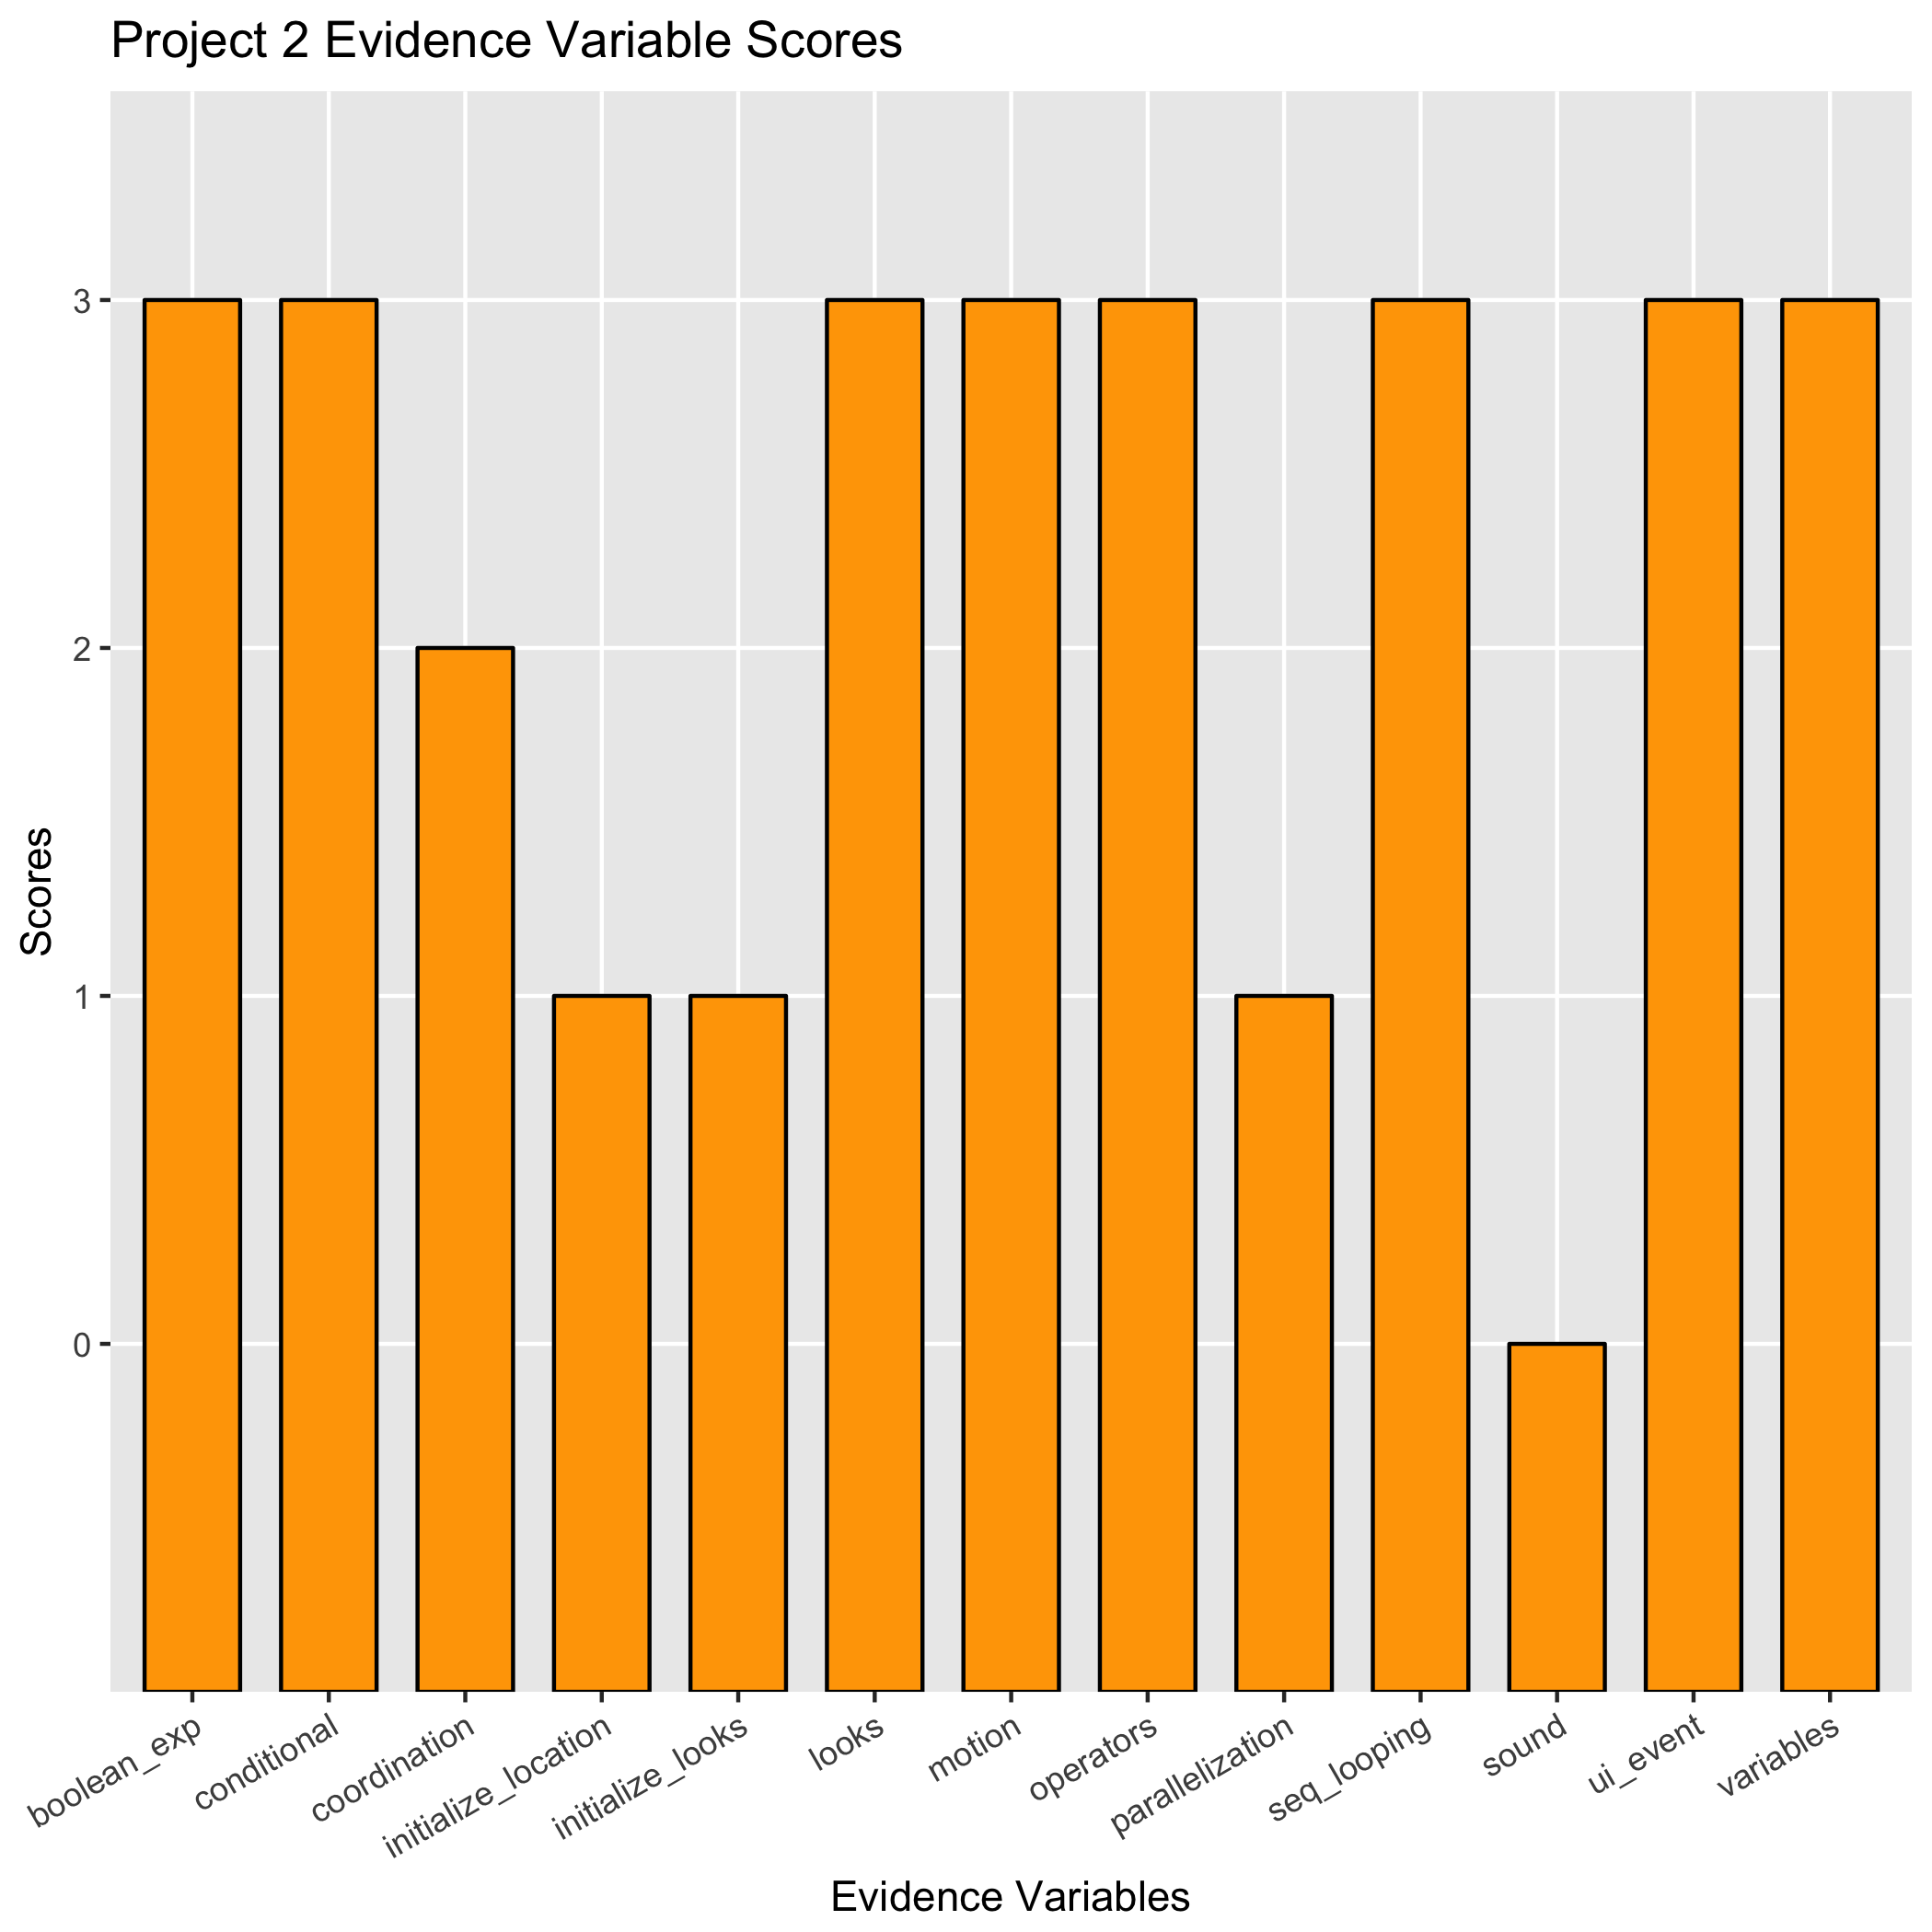 Project 2 Evidence Variable Scores
Scores
3
2
1
0
boolean_exp
conditional
coordination
initialize_location
initialize_looks
looks
motion
operators
parallelization
seq_looping
sound
ui_event
variables
Evidence Variables